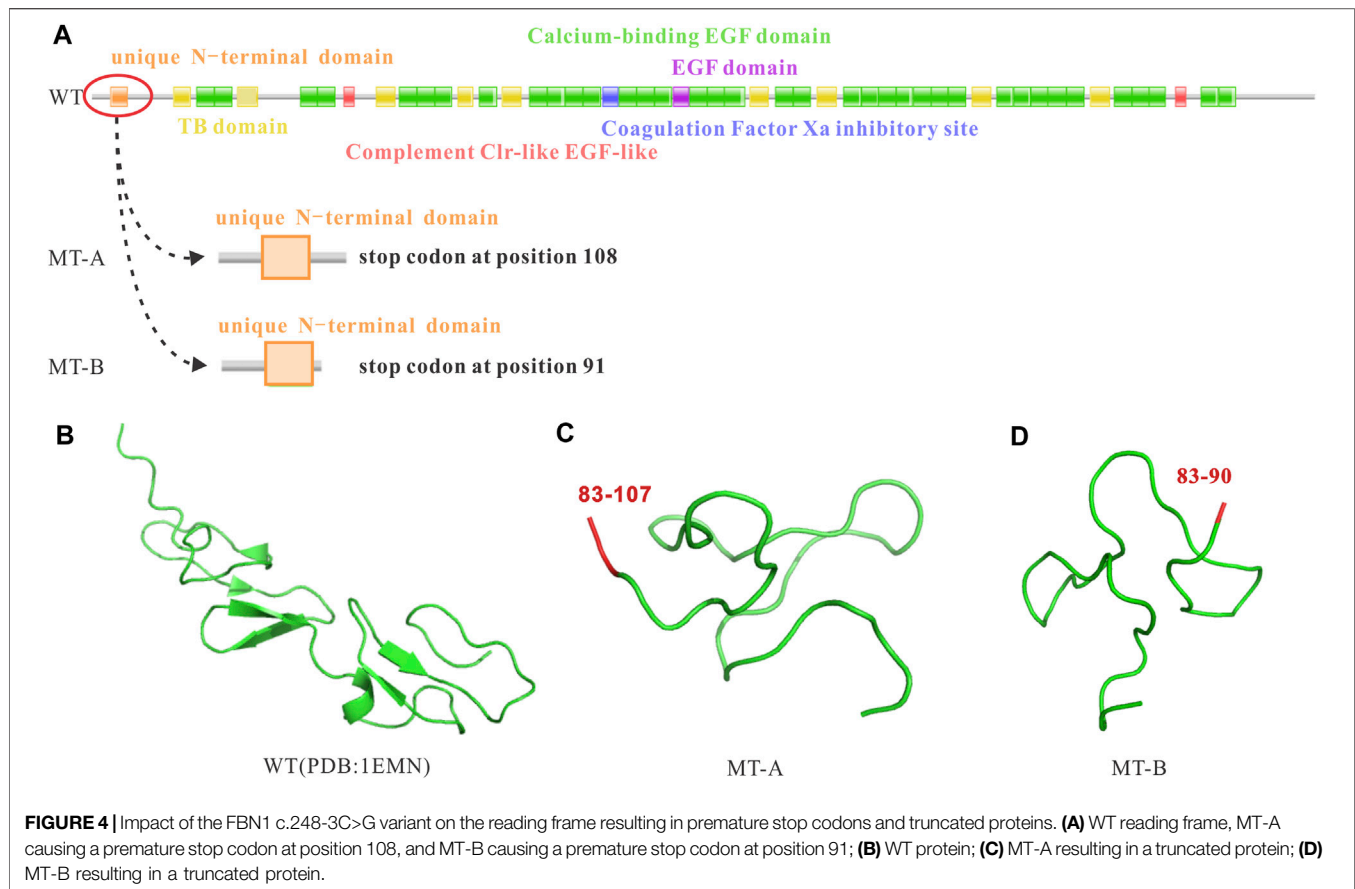 A
Calcium-binding EGF domain
unique N-terminal domain
EGF domain
WT
TB domain
Coagulation Factor Xa inhibitory site
Complement Clr-like EGF-like
unique N-terminal domain
MT-A
stop codon at position 108
unique N-terminal domain
MT-B
stop codon at position 91
B
C
D
83-107
83-90
WT(PDB:1EMN)
MT-A
MT-B
FIGURE 4 | Impact of the FBN1 c.248-3C>G variant on the reading frame resulting in premature stop codons and truncated proteins. (A) WT reading frame, MT-A
causing a premature stop codon at position 108, and MT-B causing a premature stop codon at position 91; (B) WT protein; (C) MT-A resulting in a truncated protein; (D)
MT-B resulting in a truncated protein.